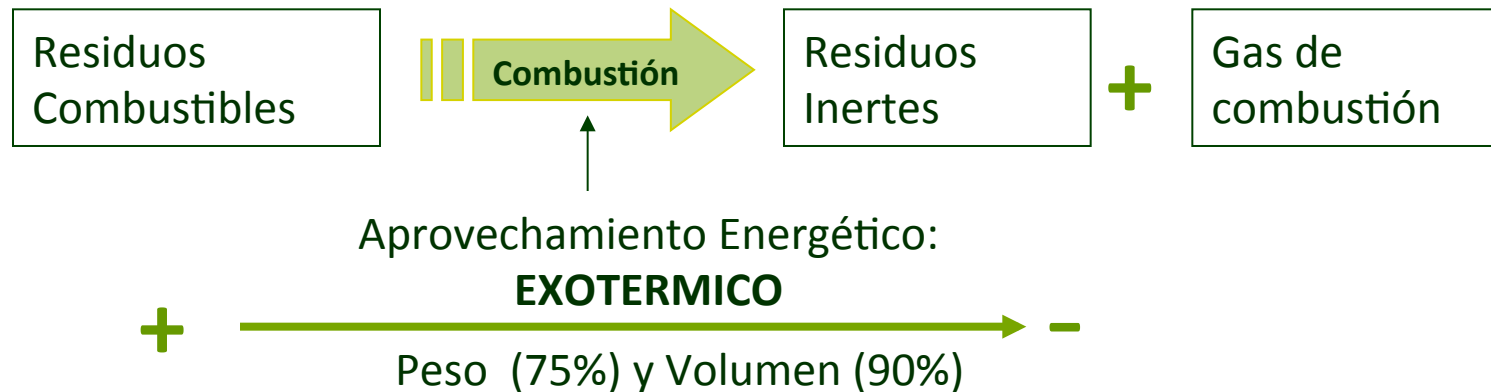 Residuos
Combustibles
Combustión
Residuos
Inertes
+
Gas de
combustión
Aprovechamiento Energético:
EXOTERMICO
+
-
Peso (75%) y Volumen (90%)